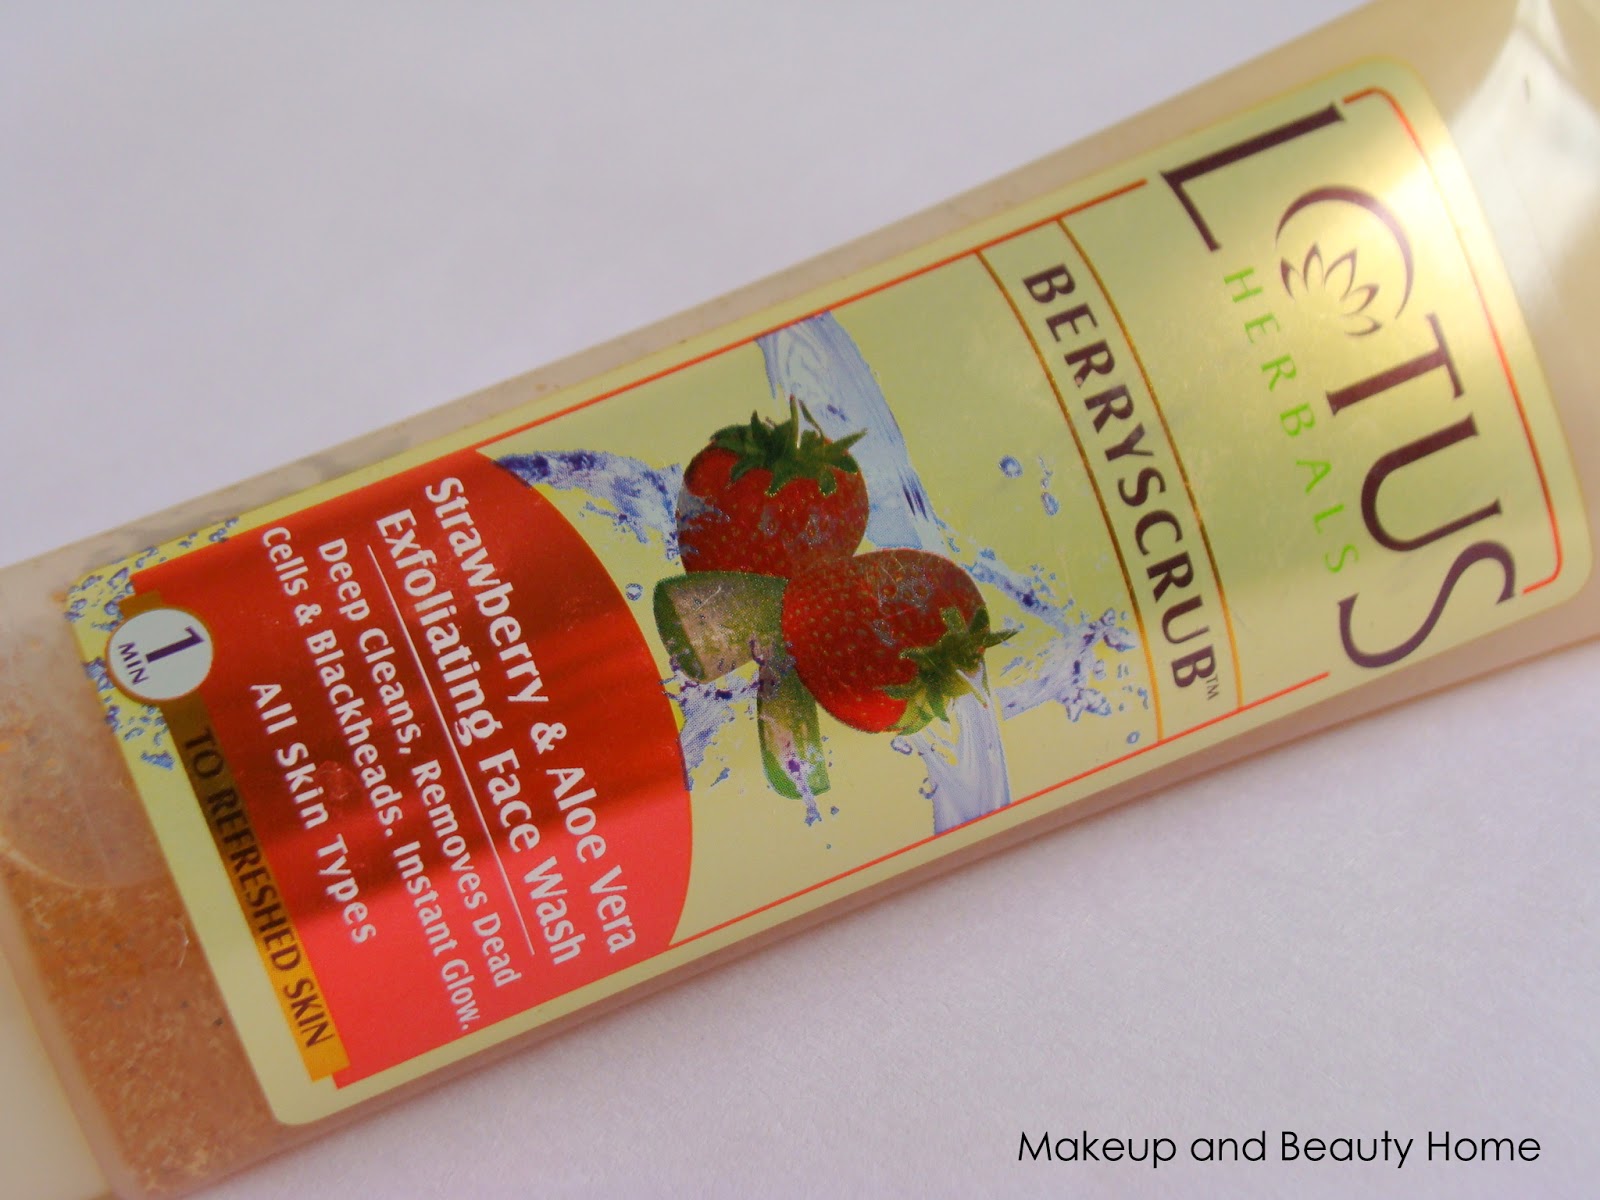 LOTUS
HERBALS
BERRYSCRUB™
Strawberry & Aloe Vera
Exfoliating Face Wash
Deep Cleans, Removes Dead
Cells & Blackheads. Instant Glow.
All Skin Types
1
MIN
TO REFRESHED SKIN
Makeup and Beauty Home